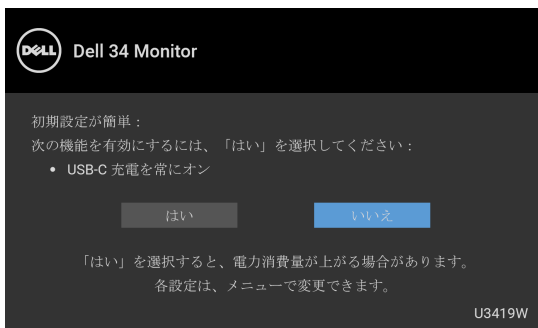 DELL Dell 34 Monitor
初期設定が簡単：
次の機能を有効にするには、「はい」を選択してください：
• USB-C 充電を常にオン
はい いいえ
「はい」を選択すると、電力消費量が上がる場合があります。
各設定は、メニューで変更できます。
U3419W